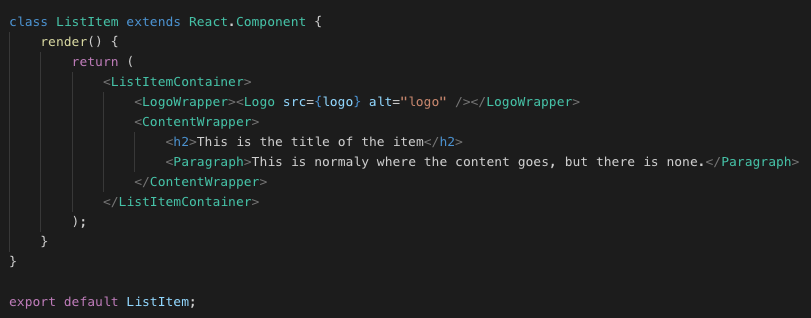 class ListItem extends React.Component {
    render() {
        return (
            <ListItemContainer>
                <LogoWrapper><Logo src={logo} alt="logo" /></LogoWrapper>
                <ContentWrapper>
                    <h2>This is the title of the item</h2>
                    <Paragraph>This is normaly where the content goes, but there is none.</Paragraph>
                </ContentWrapper>
            </ListItemContainer>
        );
    }
}
export default ListItem;